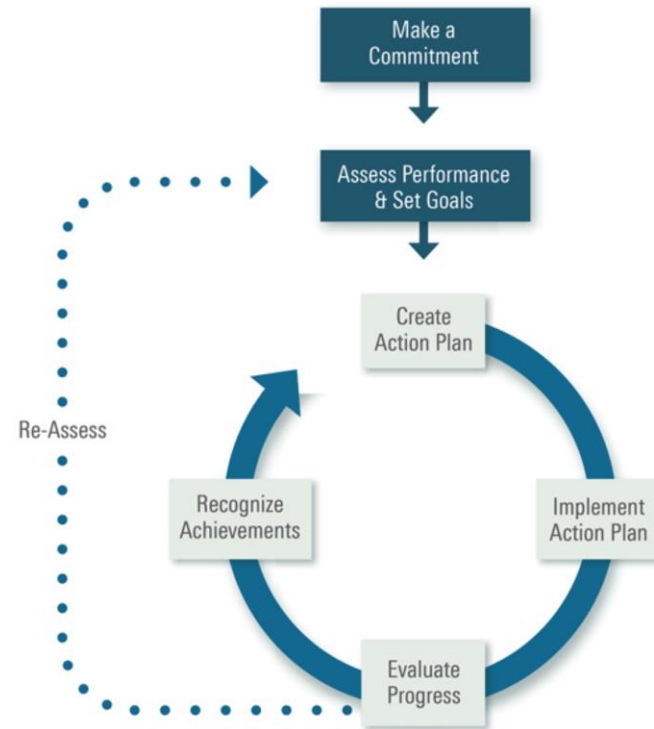 Make a
Commitment
Assess Performance
& Set Goals
Create
Action Plan
Re-Assess
Recognize
Achievements
Implement
Action Plan
Evaluate
Progress